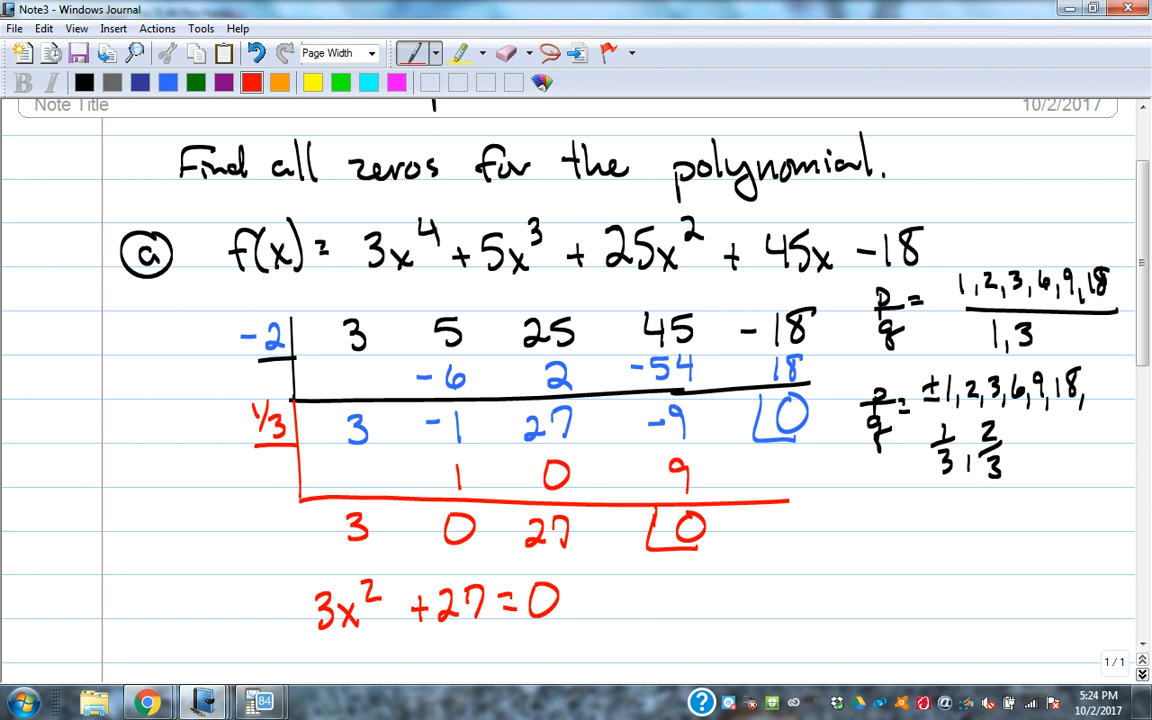 Note3 - Windows Journal
File Edit View Insert Actions Tools Help
Page Width
B I
Note Title 10/2/2017
Find all zeros for the polynomial.
(a) f(x) = 3x⁴ + 5x³ + 25x² + 45x - 18
p/q = 1, 2, 3, 6, 9, 18 / 1, 3
-2 3 5 25 45 -18
-6 2 -54 18
p/q = ±1, 2, 3, 6, 9, 18,
1/3, 2/3
1/3 3 -1 27 -9 0
1 0 9
3 0 27 0
3x² + 27 = 0
1 / 1
84
5:24 PM
10/2/2017